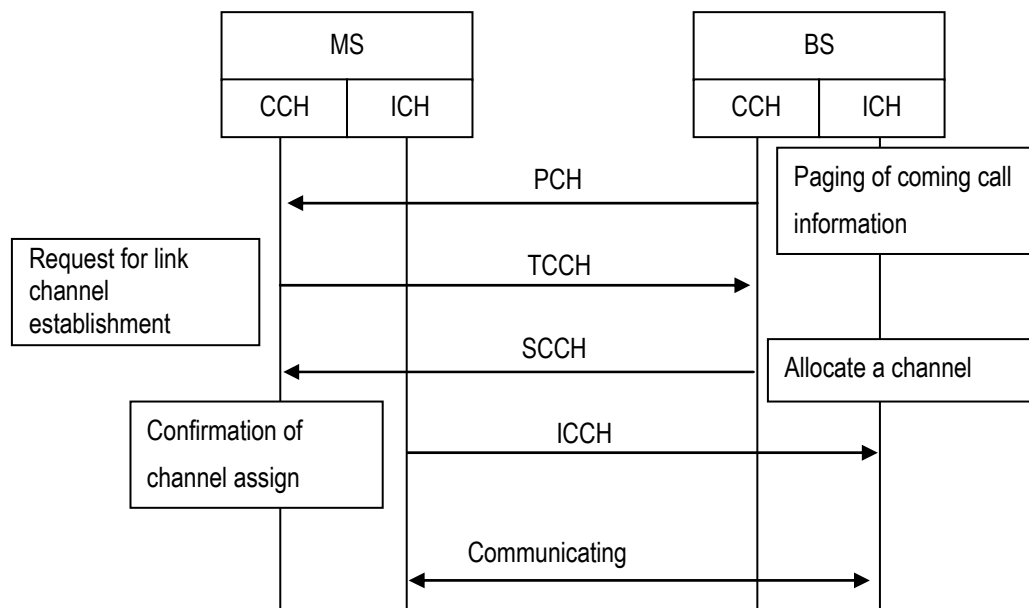 MS
BS
CCH
ICH
CCH
ICH
PCH
Paging of coming call
information
Request for link
channel
establishment
TCCH
SCCH
Allocate a channel
Confirmation of
channel assign
ICCH
Communicating